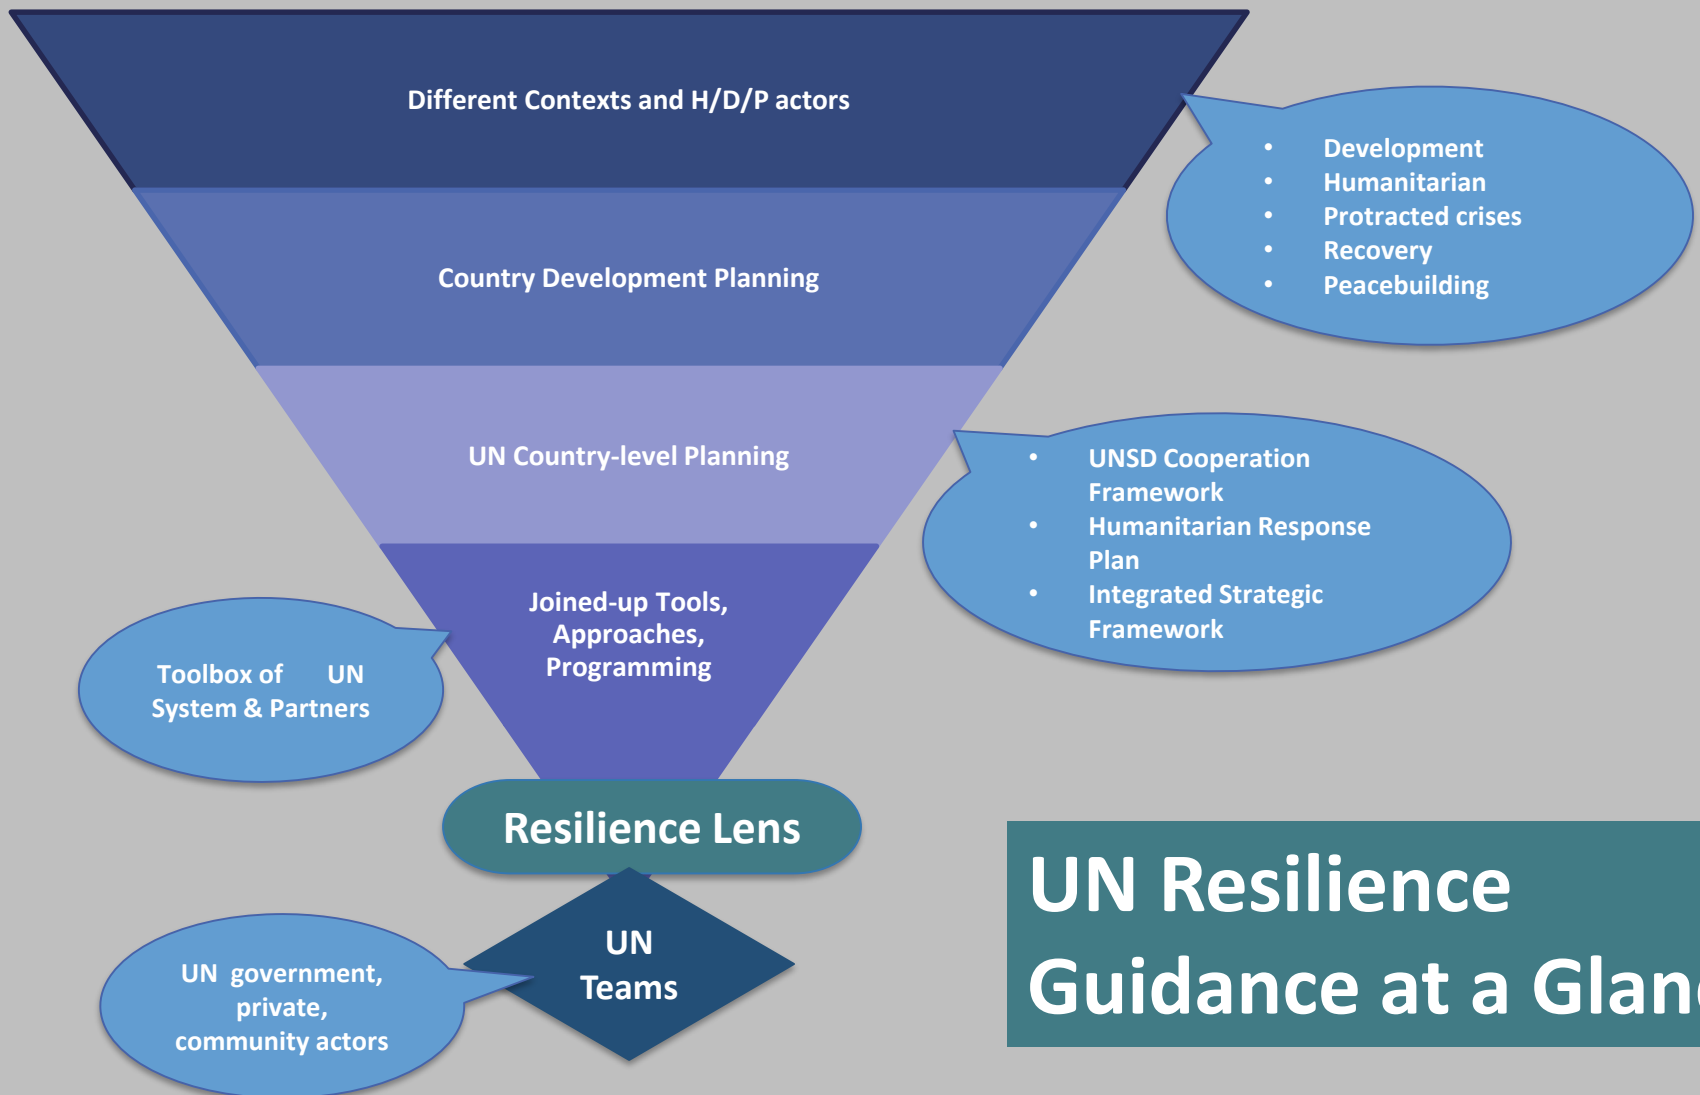 Different Contexts and H/D/P actors
• Development
• Humanitarian
• Protracted crises
• Recovery
• Peacebuilding
Country Development Planning
UN Country-level Planning
• UNSD Cooperation
Framework
• Humanitarian Response
Plan
• Integrated Strategic
Framework
Joined-up Tools,
Approaches,
Programming
Toolbox of UN
System & Partners
Resilience Lens
UN
Teams
UN government,
private,
community actors
UN Resilience
Guidance at a